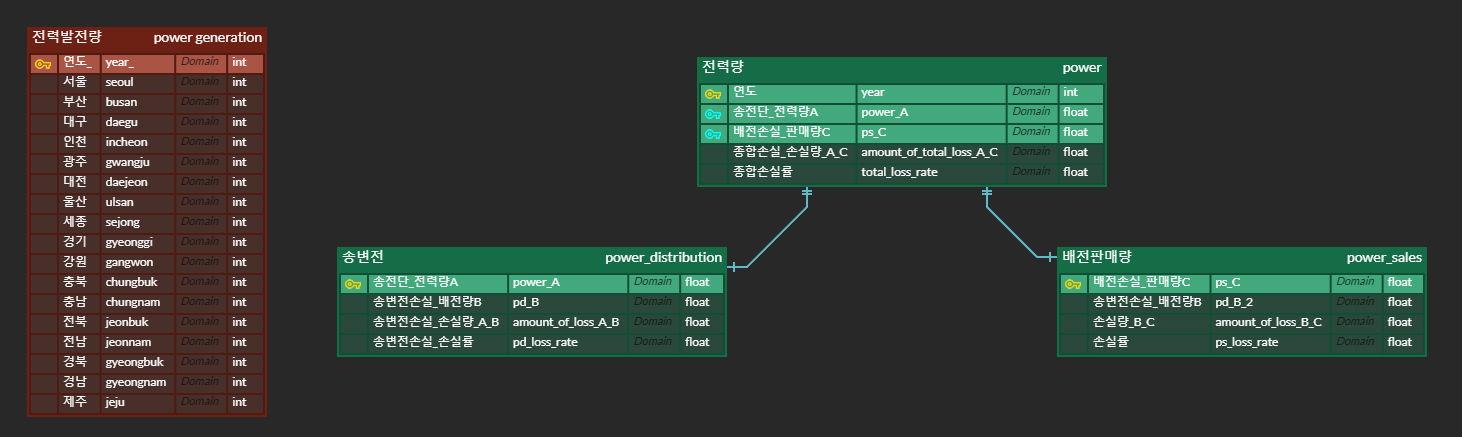 전력발전량 power generation
연도_ year_ Domain int
서울 seoul Domain int
부산 busan Domain int
대구 daegu Domain int
인천 incheon Domain int
광주 gwangju Domain int
대전 daejeon Domain int
울산 ulsan Domain int
세종 sejong Domain int
경기 gyeonggi Domain int
강원 gangwon Domain int
충북 chungbuk Domain int
충남 chungnam Domain int
전북 jeonbuk Domain int
전남 jeonnam Domain int
경북 gyeongbuk Domain int
경남 gyeongnam Domain int
제주 jeju Domain int
전력량 power
연도 year Domain int
송전단_전력량A power_A Domain float
배전손실_판매량C ps_C Domain float
종합손실_손실량_A_C amount_of_total_loss_A_C Domain float
종합손실률 total_loss_rate Domain float
송변전 power_distribution
송전단_전력량A power_A Domain float
송변전손실_배전량B pd_B Domain float
송변전손실_손실량_A_B amount_of_loss_A_B Domain float
송변전손실_손실률 pd_loss_rate Domain float
배전판매량 power_sales
배전손실_판매량C ps_C Domain float
송변전손실_배전량B pd_B_2 Domain float
손실량_B_C amount_of_loss_B_C Domain float
손실률 ps_loss_rate Domain float